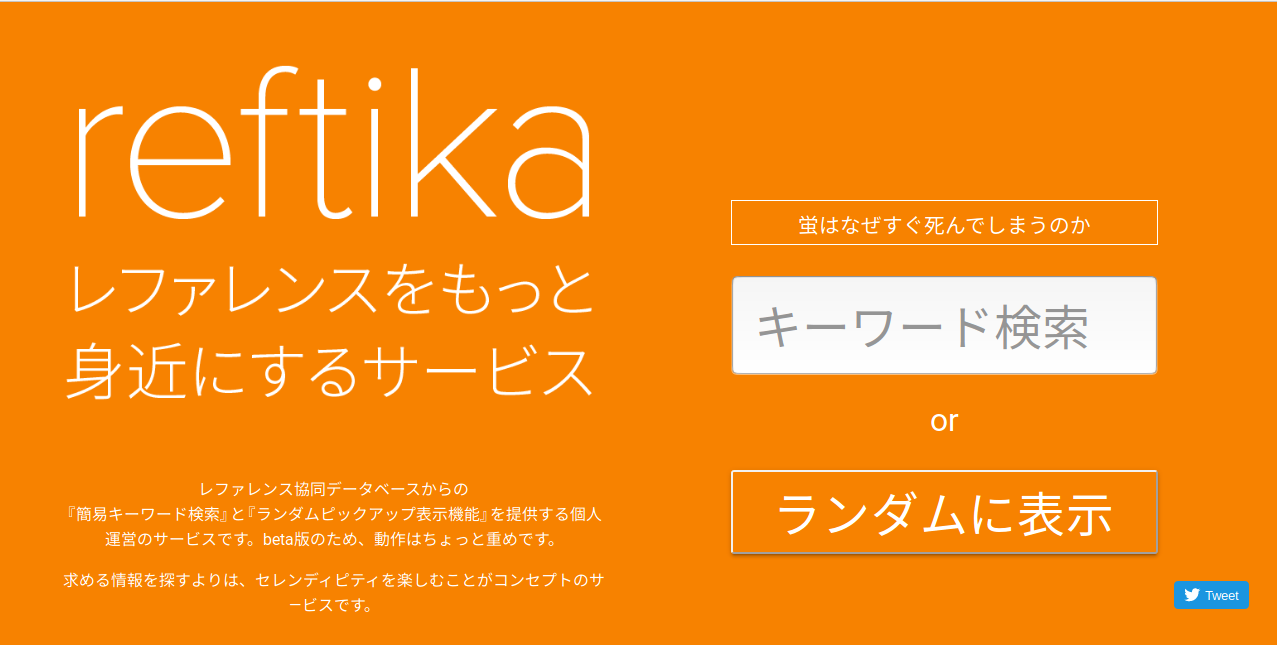 reftika
レファレンスをもっと
身近にするサービス
レファレンス協同データベースからの
『簡易キーワード検索』と『ランダムピックアップ表示機能』を提供する個人
運営のサービスです。beta版のため、動作はちょっと重めです。
求める情報を探すよりは、セレンディピティを楽しむことがコンセプトのサ
ービスです。
蛍はなぜすぐ死んでしまうのか
キーワード検索
or
ランダムに表示
Tweet